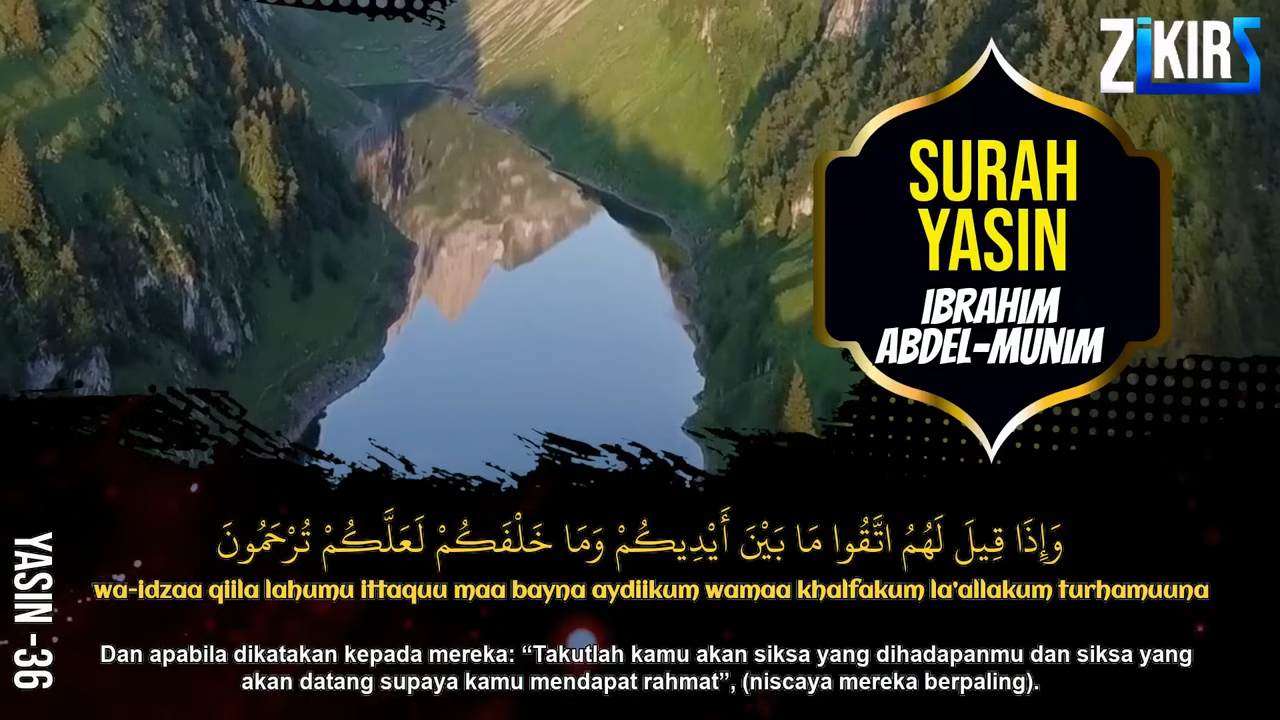 ZiKIRS
SURAH
YASIN
IBRAHIM
ABDEL-MUNIM
وَإِذَا قِيلَ لَهُمُ اتَّقُوا مَا بَيْنَ أَيْدِيكُمْ وَمَا خَلْفَكُمْ لَعَلَّكُمْ تُرْحَمُونَ
wa-idzaa qiila lahumu ittaquu maa bayna aydiikum wamaa khalfakum la'allakum turhamuuna
Dan apabila dikatakan kepada mereka: “Takutlah kamu akan siksa yang dihadapanmu dan siksa yang
akan datang supaya kamu mendapat rahmat”, (niscaya mereka berpaling).
YASIN -36